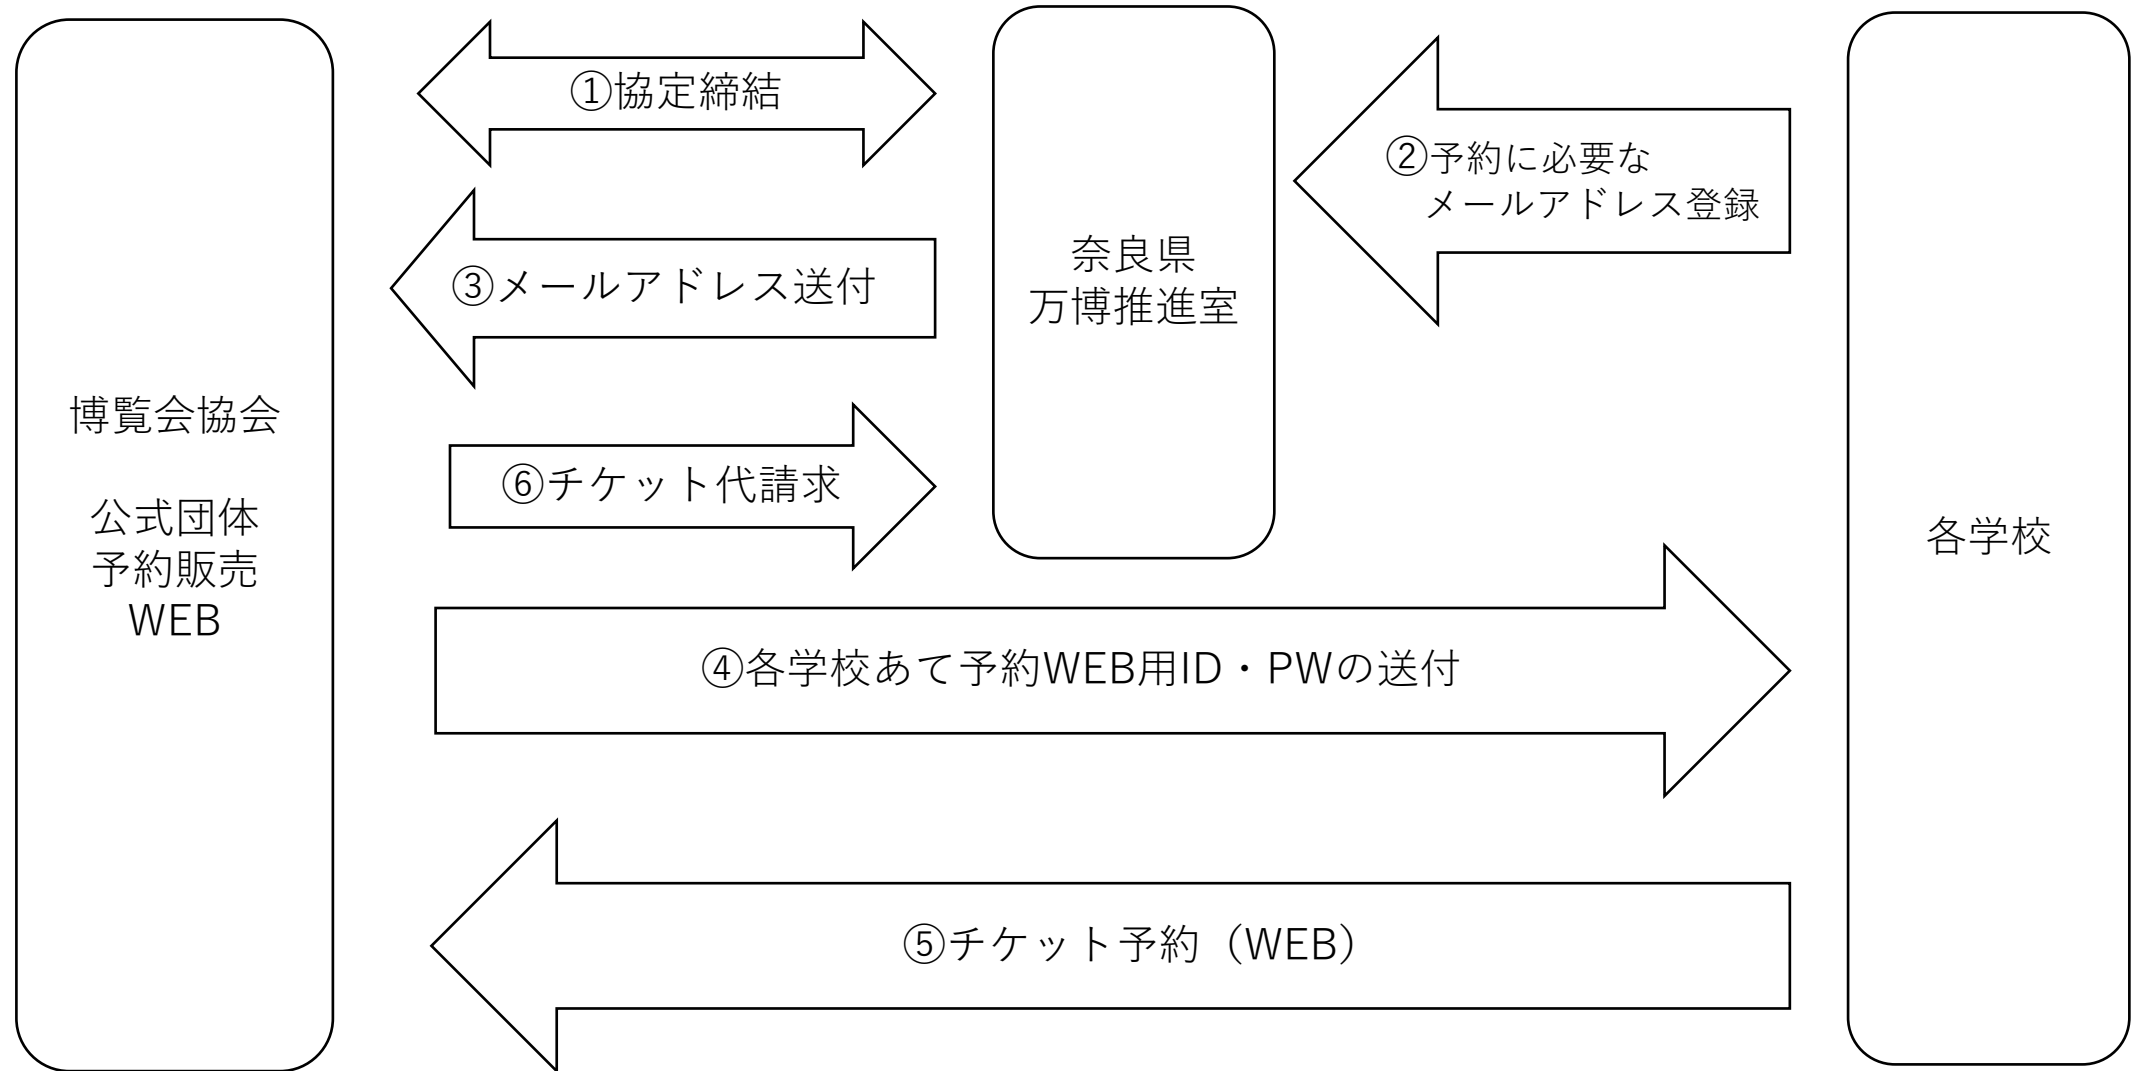 ①協定締結
②予約に必要な
メールアドレス登録
③メールアドレス送付
奈良県
万博推進室
博覧会協会
公式団体
予約販売
WEB
⑥チケット代請求
各学校
④各学校あて予約WEB用ID・PWの送付
⑤チケット予約（WEB）